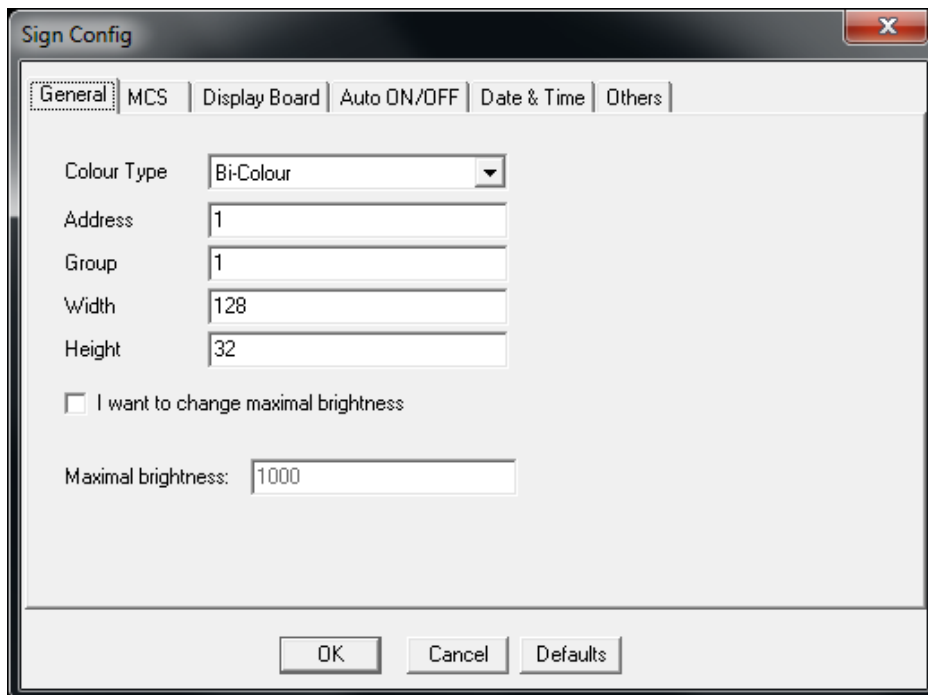 Sign Config
General MCS Display Board Auto ON/OFF Date & Time Others
Colour Type Bi-Colour
Address 1
Group 1
Width 128
Height 32
I want to change maximal brightness
Maximal brightness: 1000
OK Cancel Defaults